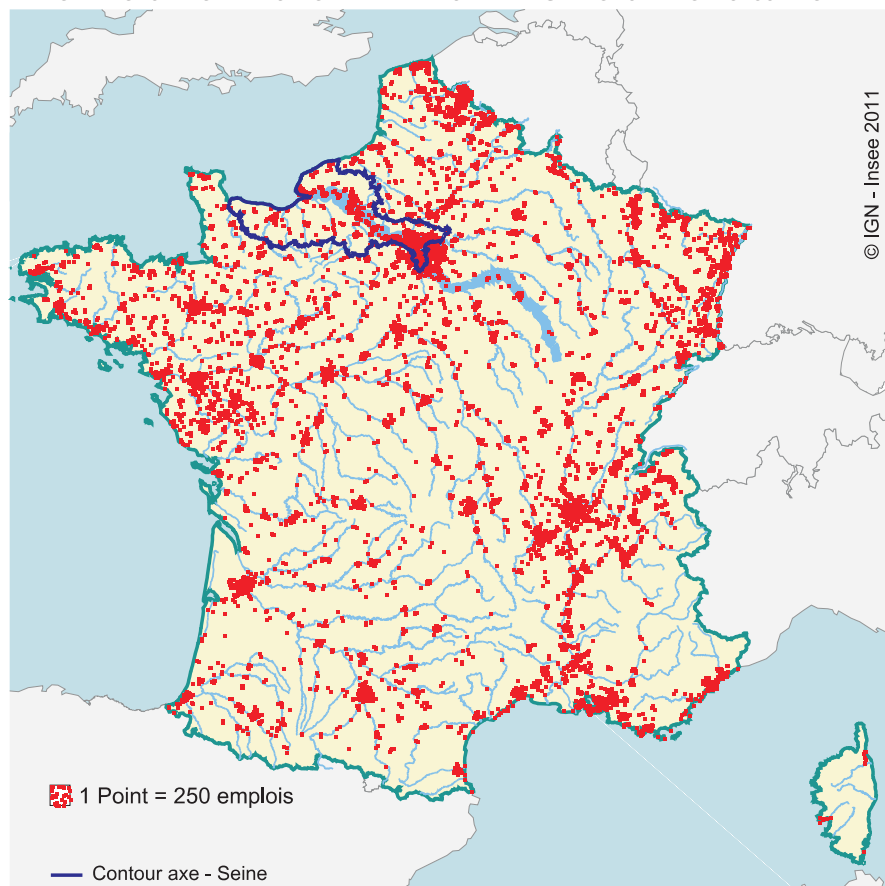 © IGN - Insee 2011
1 Point = 250 emplois
Contour axe - Seine